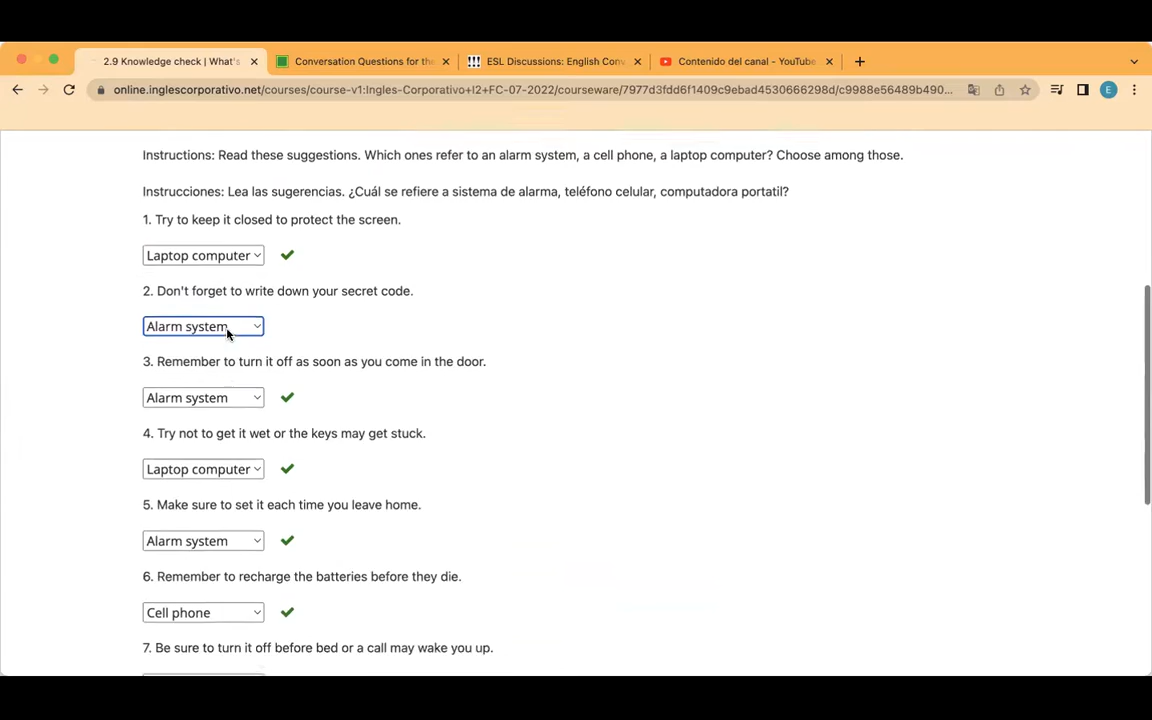 2.9 Knowledge check | What's
Conversation Questions for the
ESL Discussions: English Conv
Contenido del canal - YouTube
online.inglescorporativo.net/courses/course-v1:Ingles-Corporativo+I2+FC-07-2022/courseware/7977d3fdd6f1409c9ebad4530666298d/c9988e56489b490...
E
Instructions: Read these suggestions. Which ones refer to an alarm system, a cell phone, a laptop computer? Choose among those.
Instrucciones: Lea las sugerencias. ¿Cuál se refiere a sistema de alarma, teléfono celular, computadora portatil?
1. Try to keep it closed to protect the screen.
Laptop computer
2. Don't forget to write down your secret code.
Alarm system
3. Remember to turn it off as soon as you come in the door.
Alarm system
4. Try not to get it wet or the keys may get stuck.
Laptop computer
5. Make sure to set it each time you leave home.
Alarm system
6. Remember to recharge the batteries before they die.
Cell phone
7. Be sure to turn it off before bed or a call may wake you up.